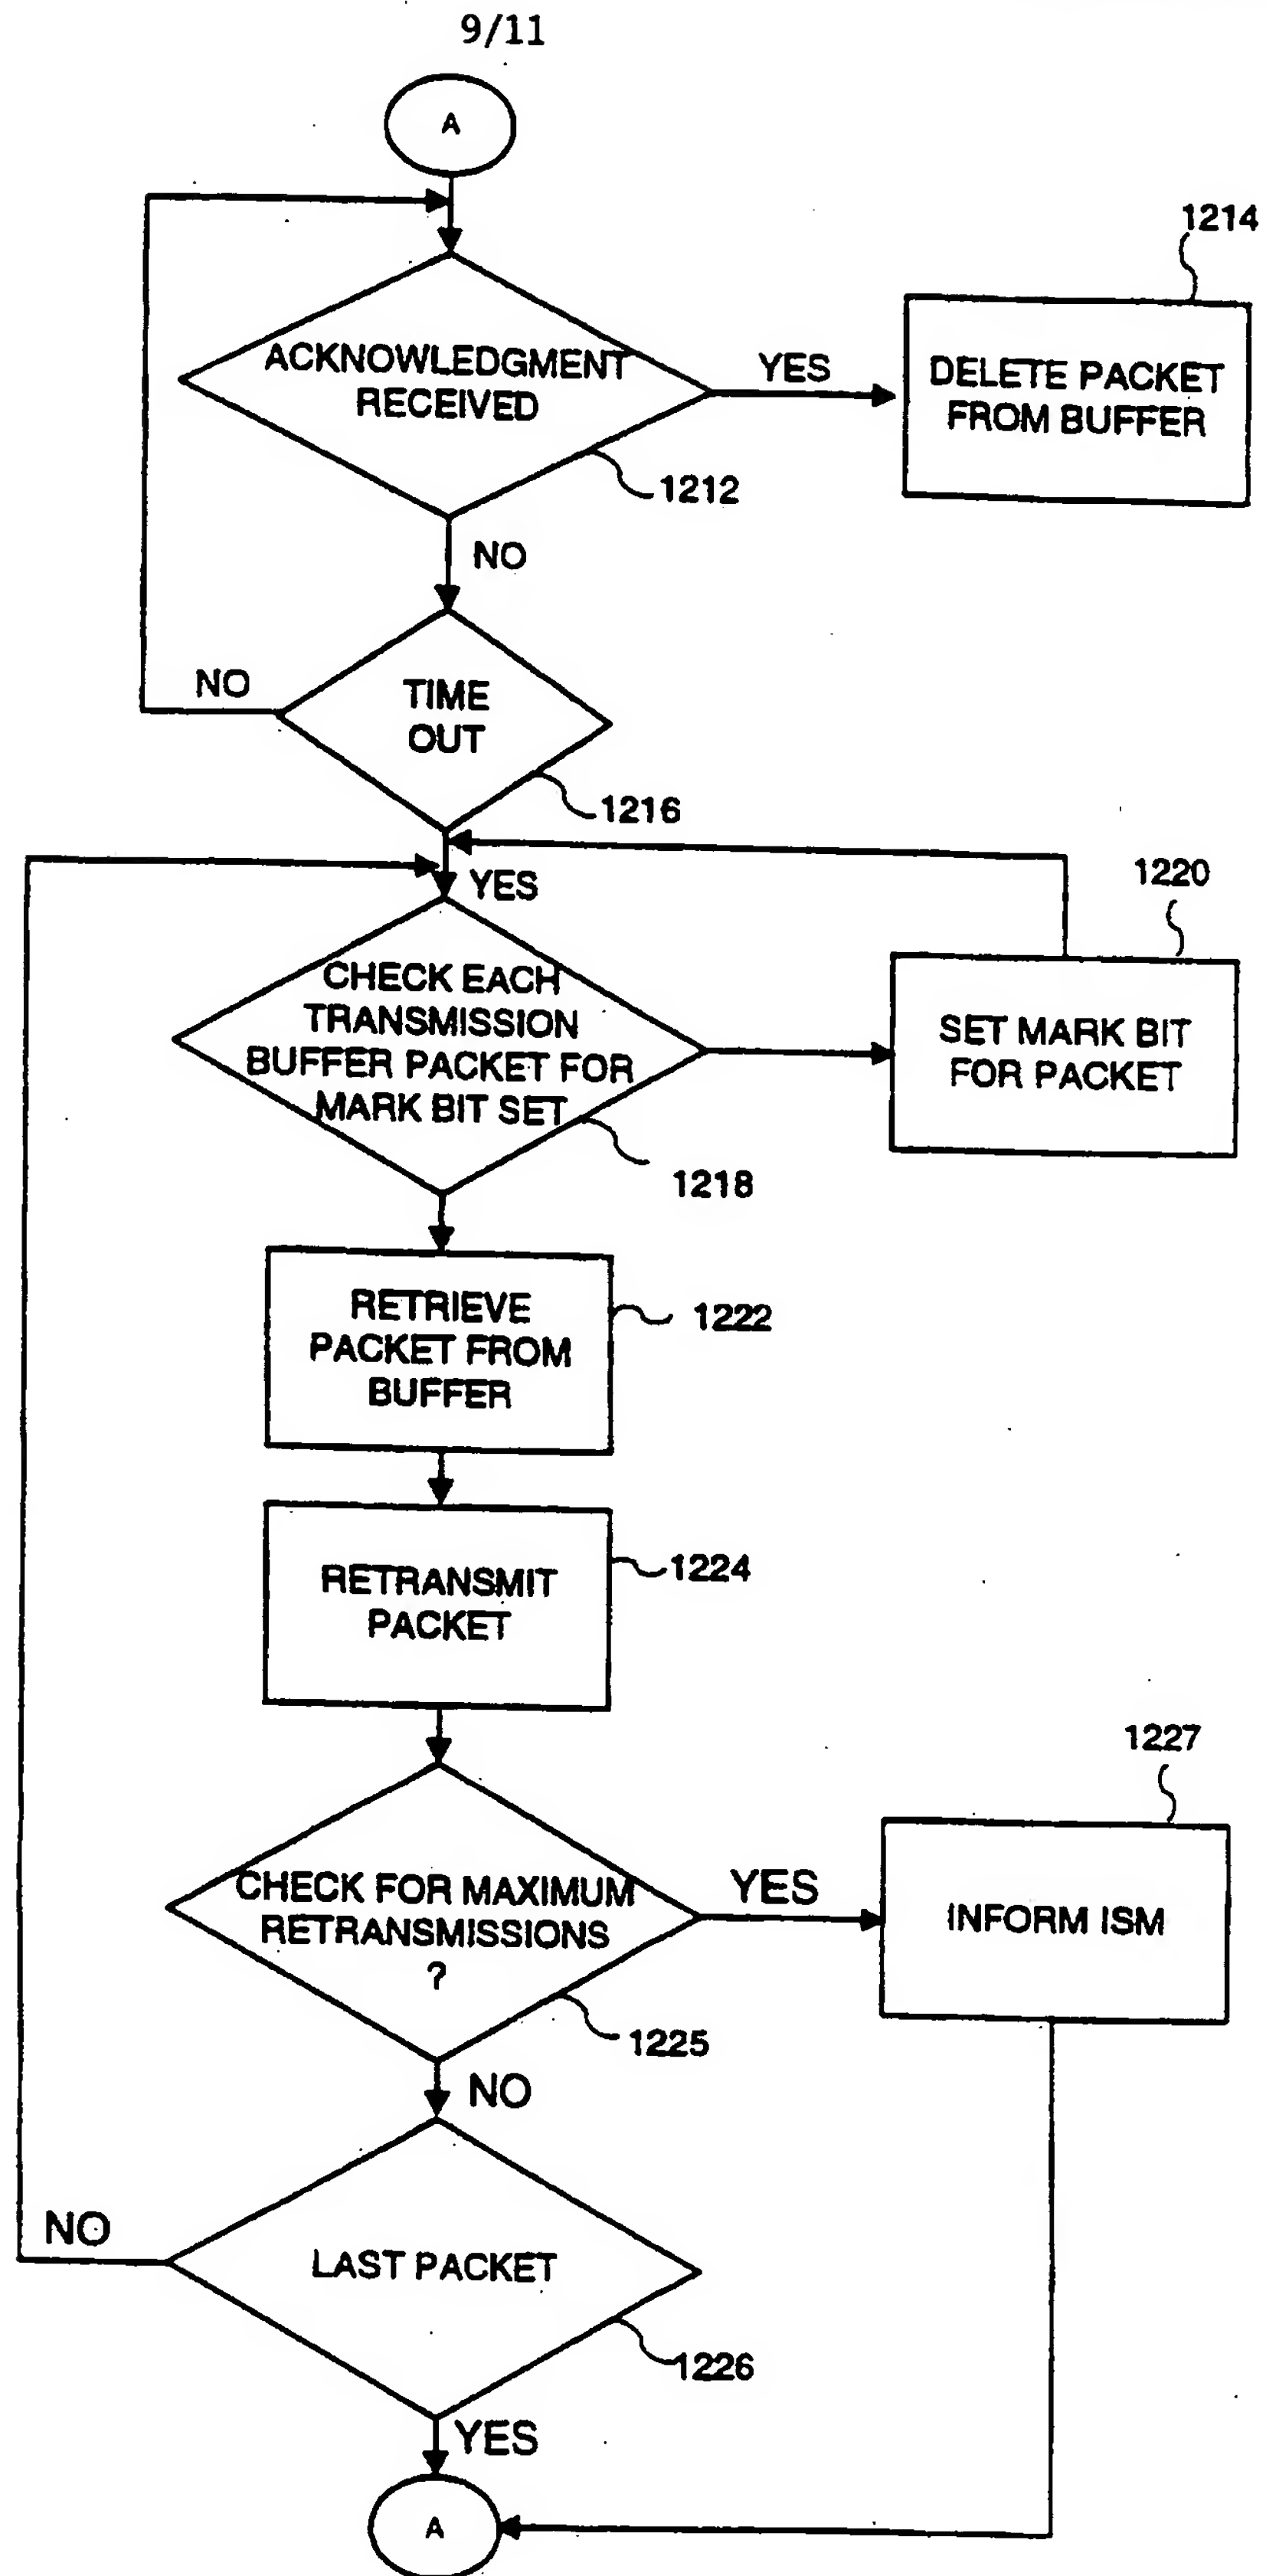 9/11
A
1214
ACKNOWLEDGMENT
RECEIVED
YES
DELETE PACKET
FROM BUFFER
1212
NO
NO
TIME
OUT
1216
YES
1220
CHECK EACH
TRANSMISSION
BUFFER PACKET FOR
MARK BIT SET
SET MARK BIT
FOR PACKET
1218
RETRIEVE
PACKET FROM
BUFFER
1222
RETRANSMIT
PACKET
1224
1227
CHECK FOR MAXIMUM
RETRANSMISSIONS
?
YES
INFORM ISM
1225
NO
NO
LAST PACKET
1226
YES
A